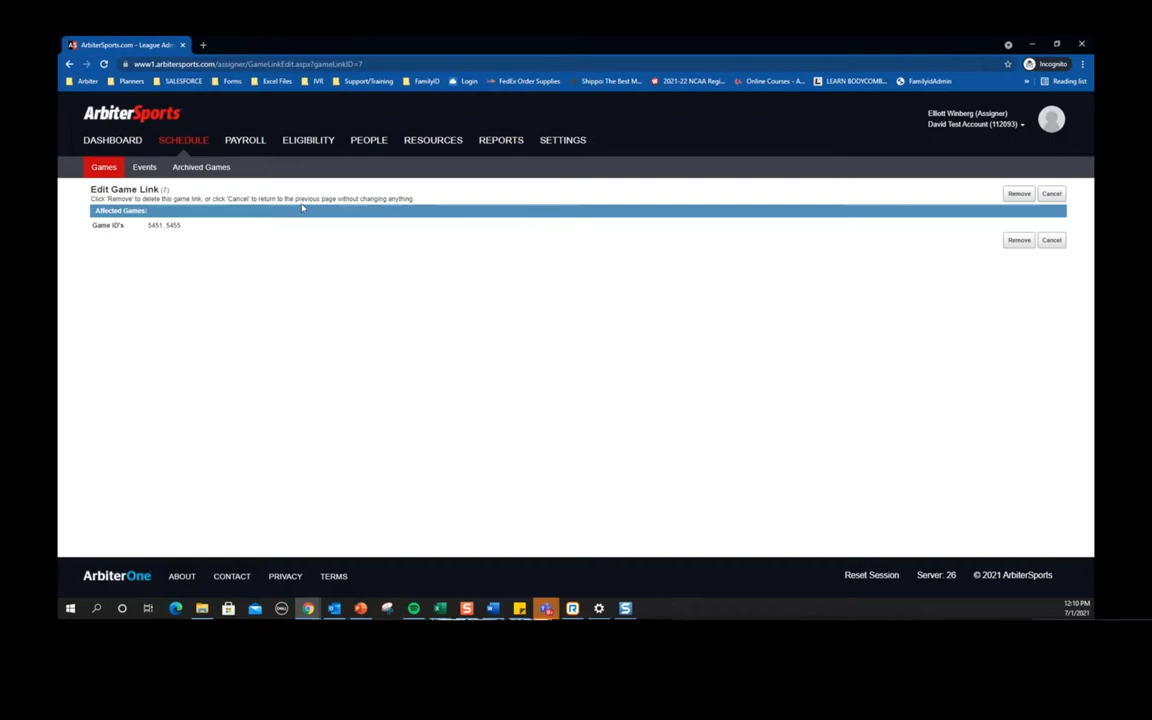 ArbiterSports.com - League Adm
www1.arbitersports.com/assigner/GameLinkEdit.aspx?gameLinkID=7
Incognito
Arbiter
Planners
SALESFORCE
Forms
Excel Files
IVR
Support/Training
FamilyID
Login
FedEx Order Supplies
Shippo: The Best M...
2021-22 NCAA Regi...
Online Courses - A...
LEARN BODYCOMB...
FamilyidAdmin
»
Reading list
ArbiterSports
Elliott Winberg (Assigner)
David Test Account (112093)
DASHBOARD
SCHEDULE
PAYROLL
ELIGIBILITY
PEOPLE
RESOURCES
REPORTS
SETTINGS
Games
Events
Archived Games
Edit Game Link (7)
Click 'Remove' to delete this game link, or click 'Cancel' to return to the previous page without changing anything
Remove
Cancel
Affected Games:
Game ID's 5451, 5455
Remove
Cancel
ArbiterOne
ABOUT
CONTACT
PRIVACY
TERMS
Reset Session
Server: 26
© 2021 ArbiterSports
12:10 PM
7/1/2021